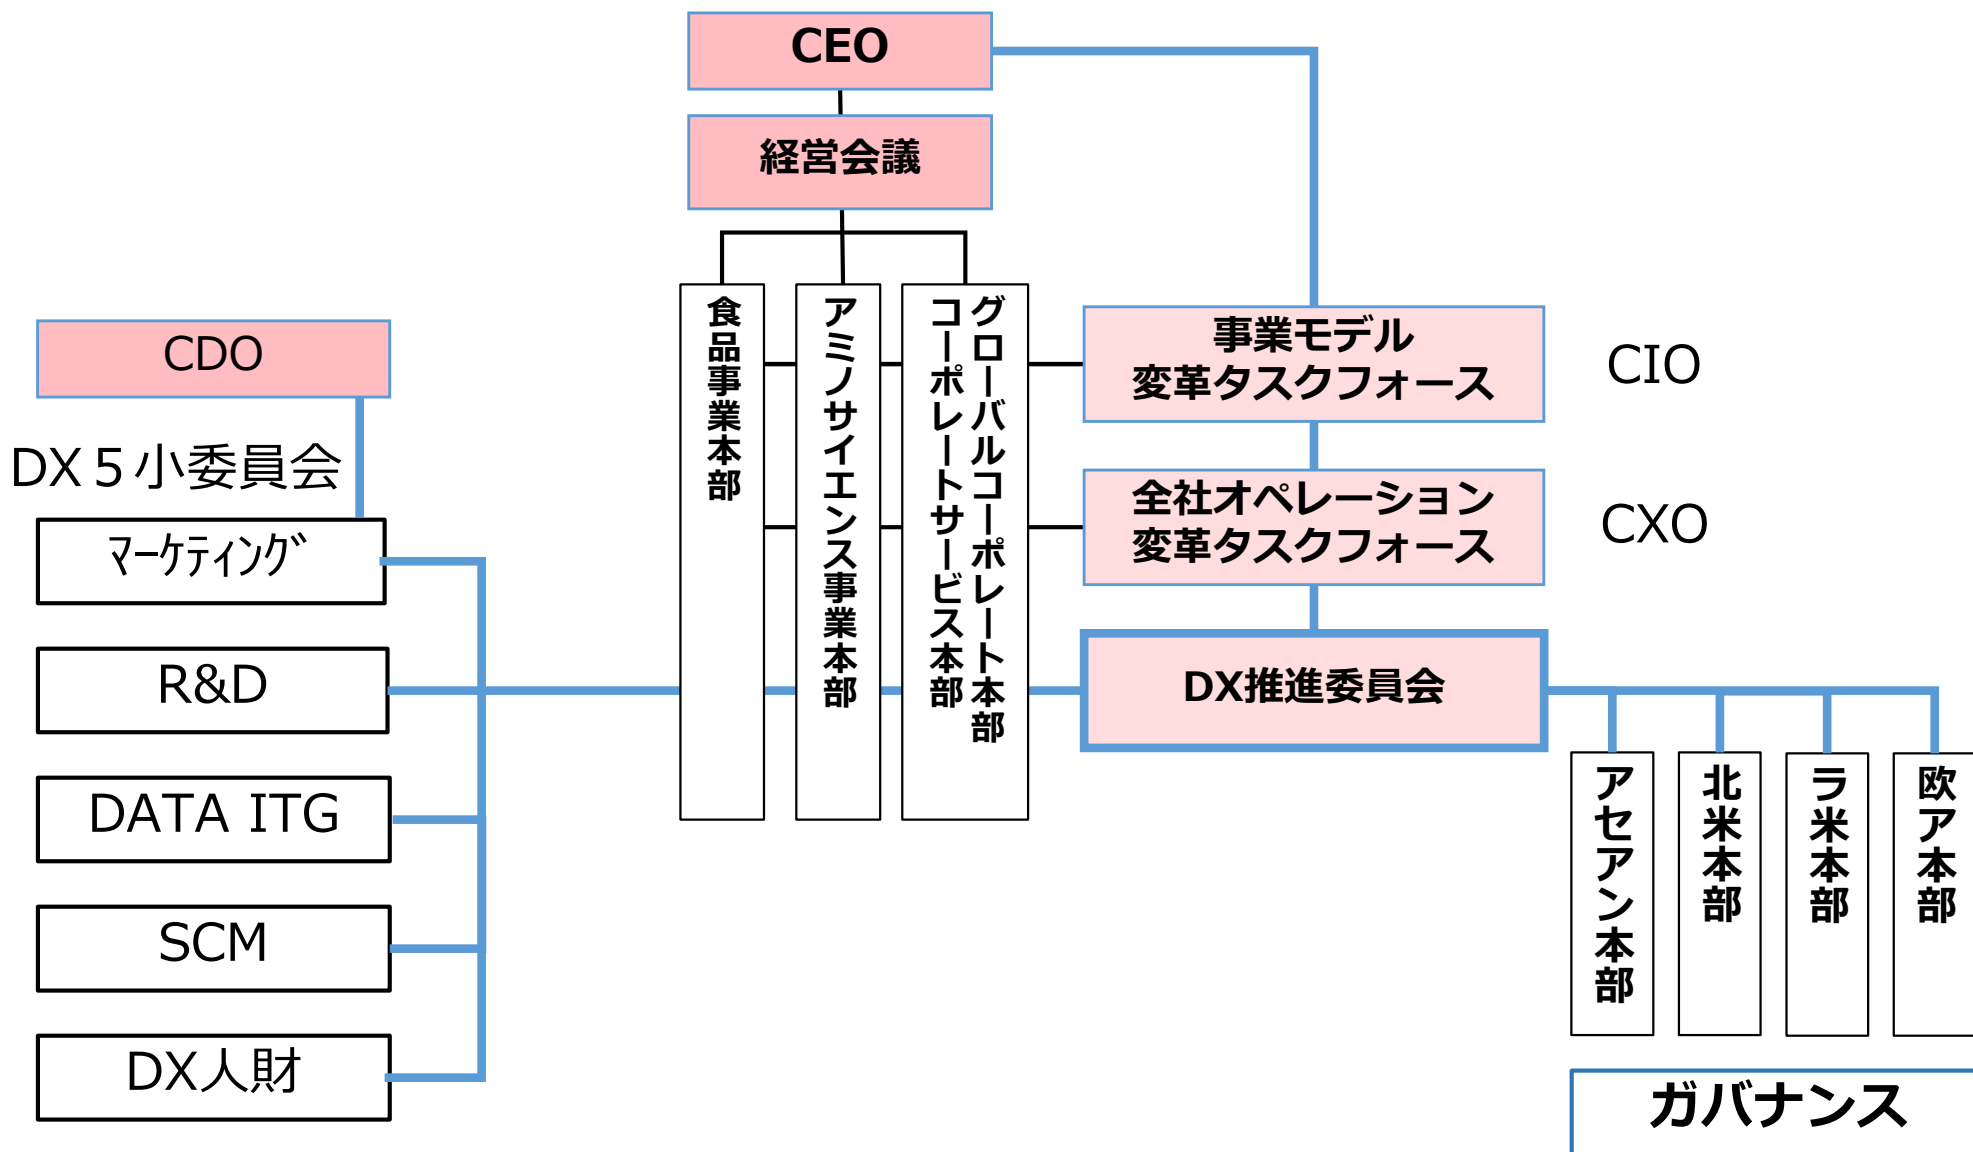 CEO
経営会議
食品事業本部
アミノサイエンス事業本部
グローバルコーポレート本部
コーポレートサービス本部
事業モデル
変革タスクフォース
CIO
全社オペレーション
変革タスクフォース
CXO
DX推進委員会
CDO
DX5小委員会
ﾏｰｹﾃｨﾝｸﾞ
R&D
DATA ITG
SCM
DX人財
アセアン本部
北米本部
ラ米本部
欧ア本部
ガバナンス